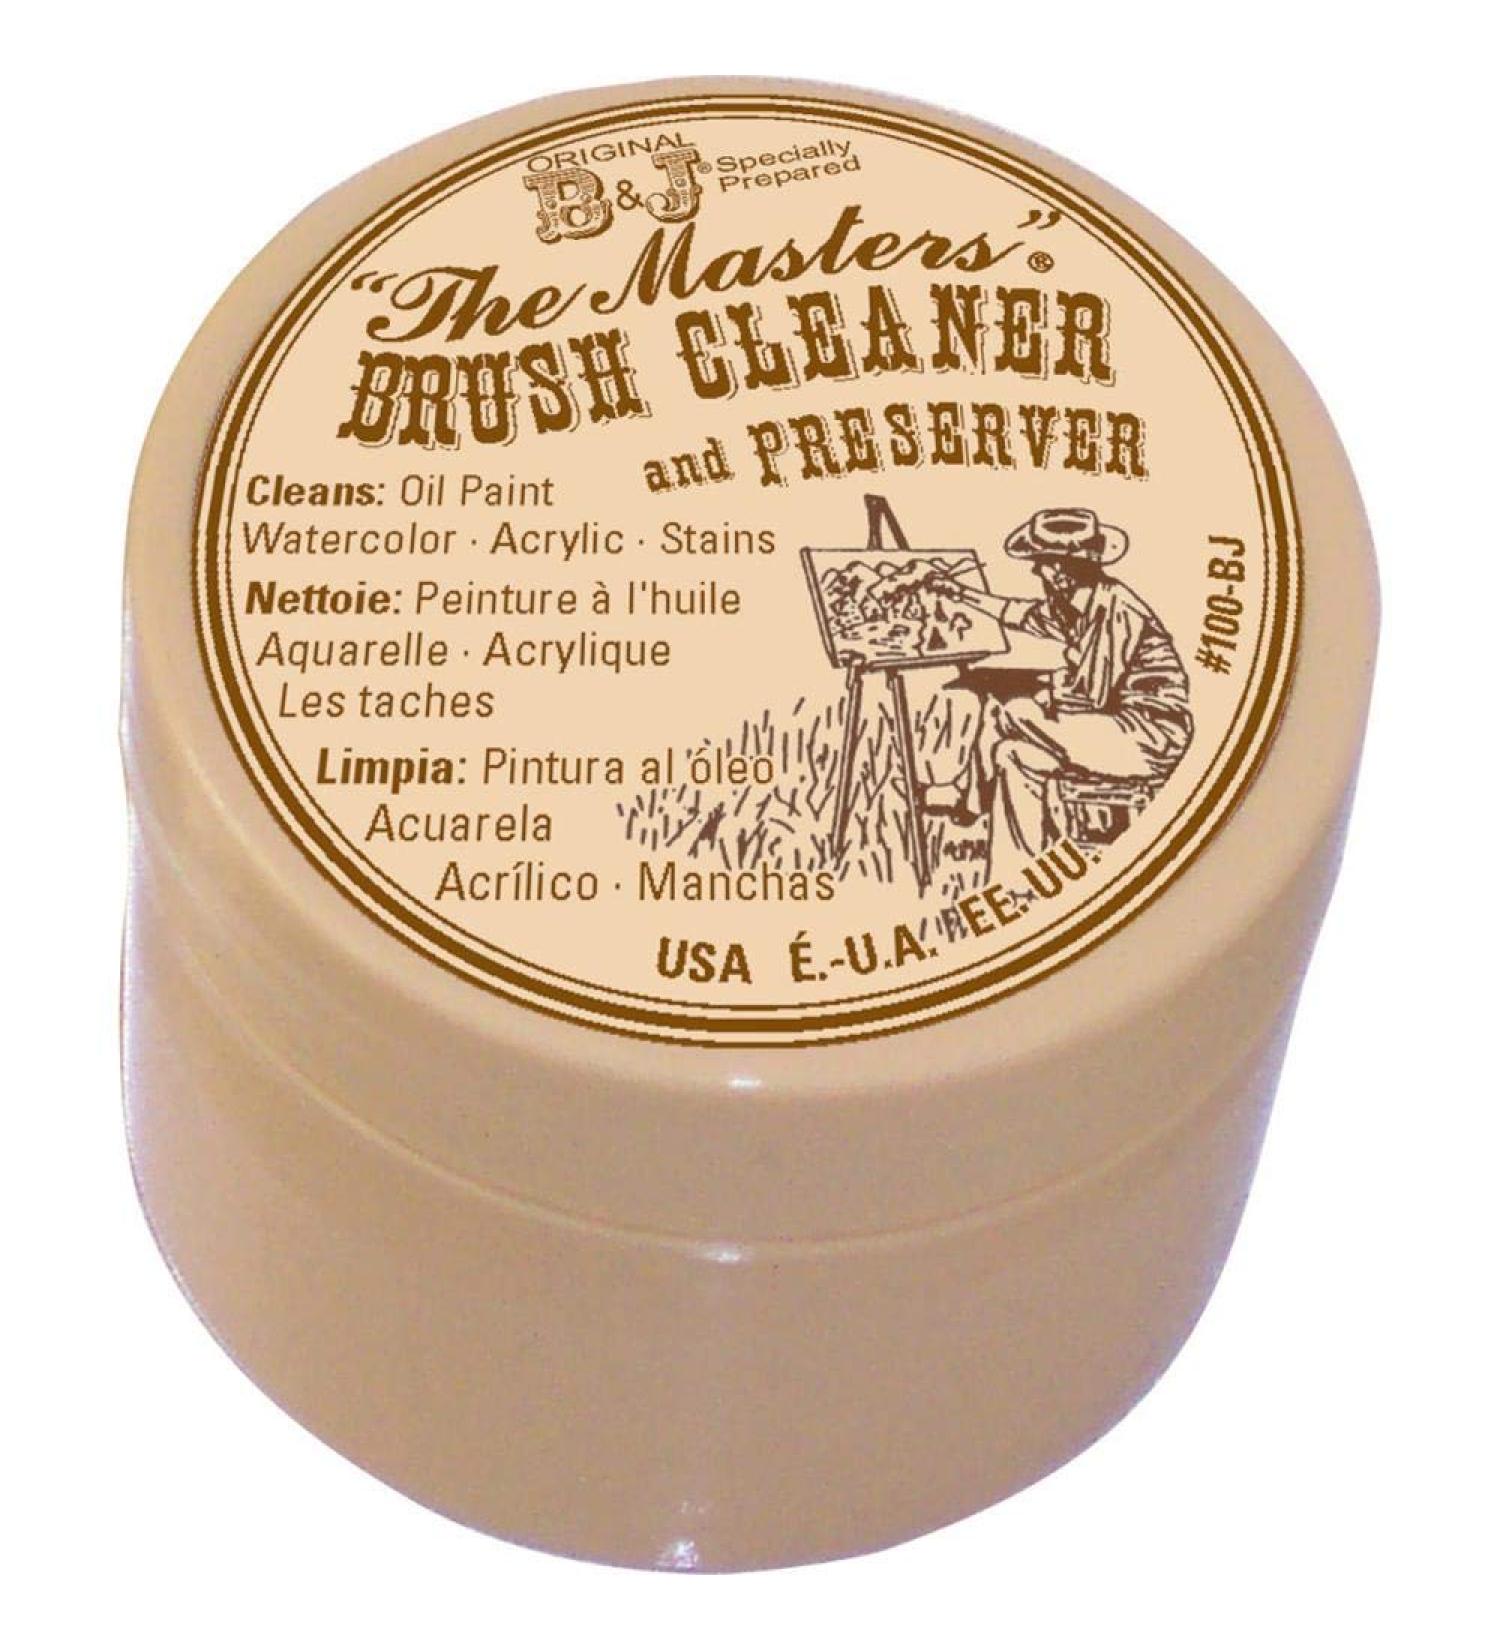 ORIGINAL
B&J® Specially
Prepared
"The Masters"®
BRUSH CLEANER
and PRESERVER
Cleans: Oil Paint
Watercolor · Acrylic · Stains
Nettoie: Peinture à l'huile
Aquarelle · Acrylique
Les taches
Limpia: Pintura al óleo
Acuarela
Acrílico · Manchas
USA É.-U.A. EE.UU.
#100-BJ